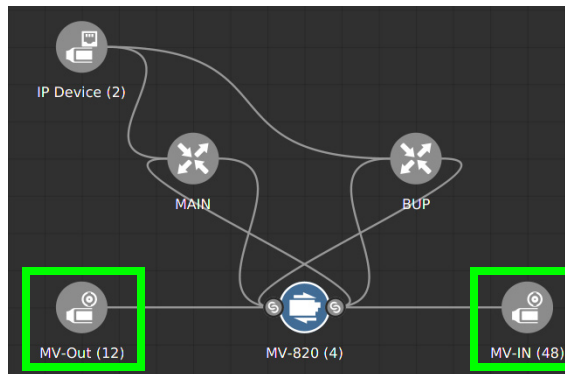 IP Device (2)
MAIN
BUP
MV-Out (12)
MV-820 (4)
MV-IN (48)